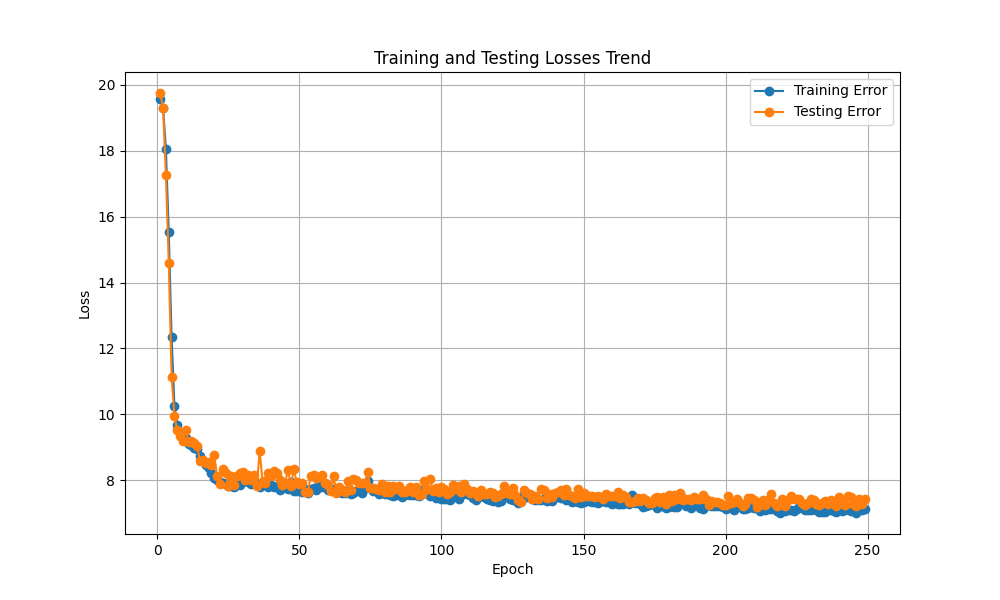 Training and Testing Losses Trend
Training Error
Testing Error
20
18
16
14
12
10
8
Loss
0
50
100
150
200
250
Epoch